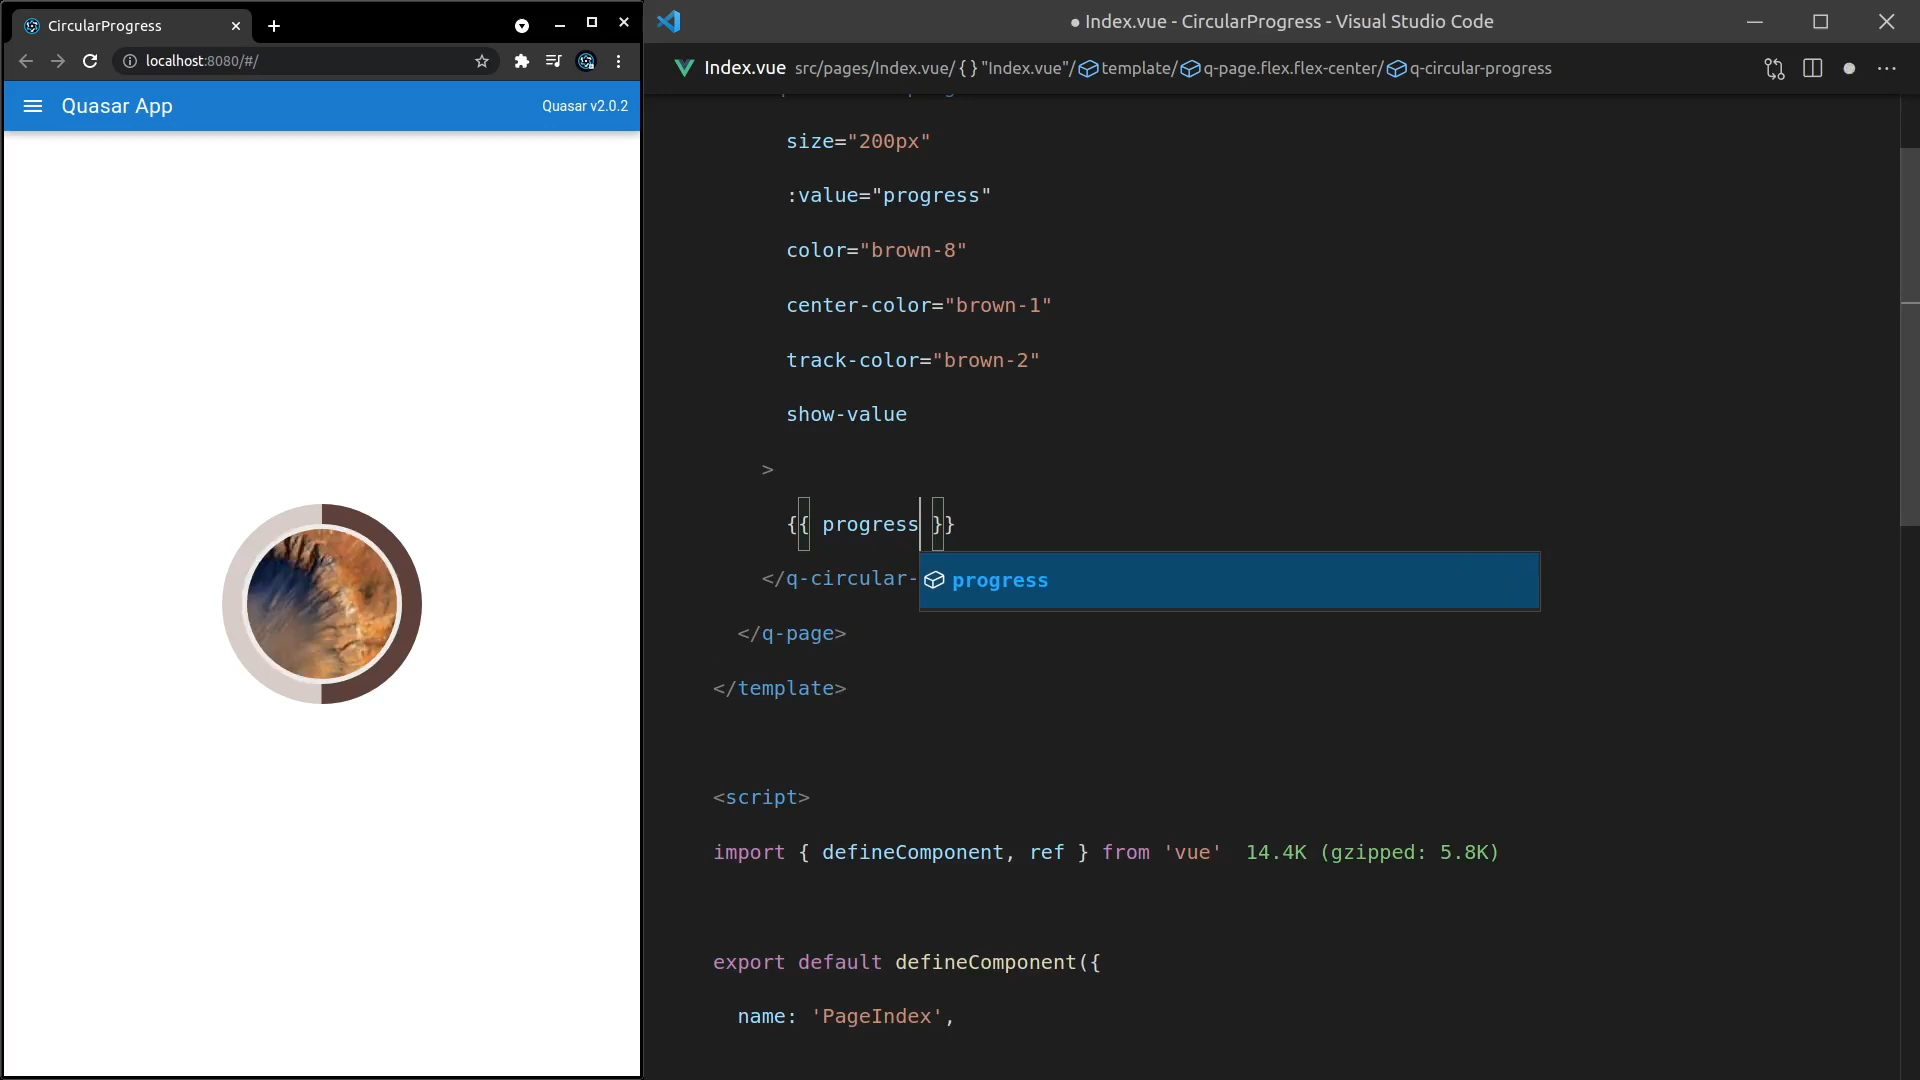 CircularProgress
localhost:8080/#/
Quasar App
Quasar v2.0.2
● Index.vue - CircularProgress - Visual Studio Code
Index.vue src/pages/Index.vue/ {} "Index.vue"/ template/ q-page.flex.flex-center/ q-circular-progress
size="200px"
:value="progress"
color="brown-8"
center-color="brown-1"
track-color="brown-2"
show-value
>
{{ progress }}
</q-circular-
progress
</q-page>
</template>
<script>
import { defineComponent, ref } from 'vue' 14.4K (gzipped: 5.8K)
export default defineComponent({
name: 'PageIndex',